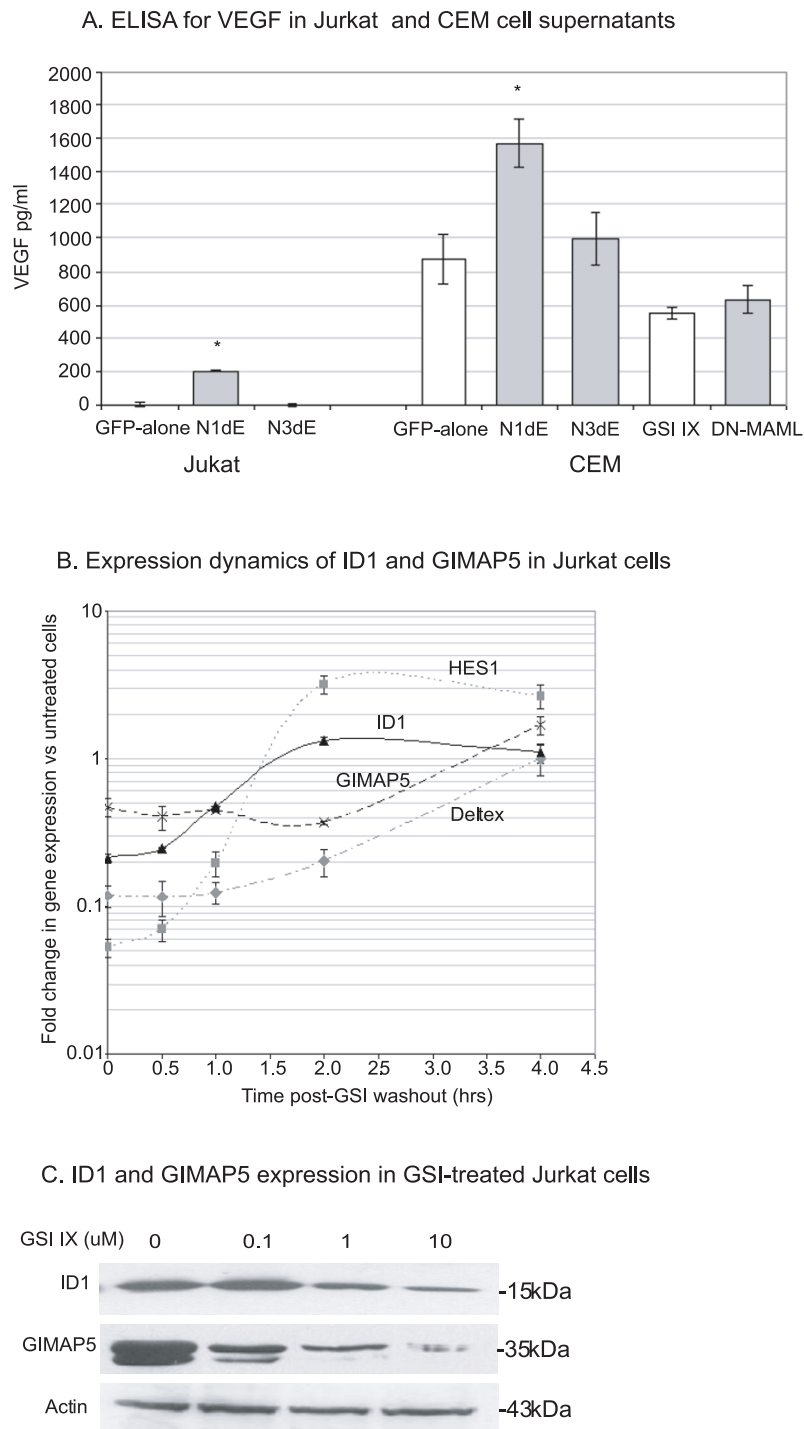 A. ELISA for VEGF in Jurkat and CEM cell supernatants
VEGF pg/ml
2000
1800
1600
1400
1200
1000
800
600
400
200
0
*
*
GFP-alone N1dE N3dE GFP-alone N1dE N3dE GSI IX DN-MAML
Jukat CEM
B. Expression dynamics of ID1 and GIMAP5 in Jurkat cells
Fold change in gene expression vs untreated cells
10
1
0.1
0.01
HES1
ID1
GIMAP5
Deltex
0 0.5 1.0 2.0 25 3.0 3.5 4.0 4.5
Time post-GSI washout (hrs)
C. ID1 and GIMAP5 expression in GSI-treated Jurkat cells
GSI IX (uM) 0 0.1 1 10
ID1 -15kDa
GIMAP5 -35kDa
Actin -43kDa